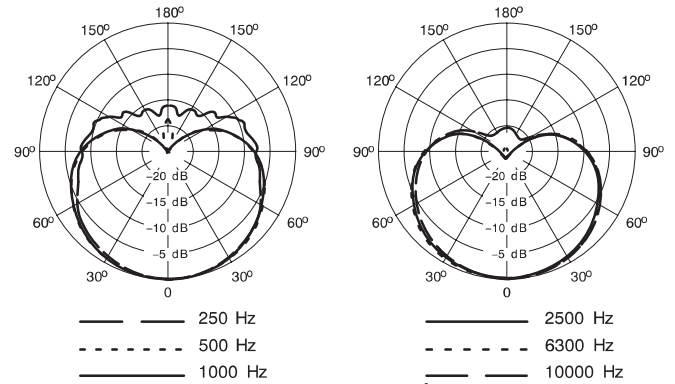 180°
150° 150°
120° 120°
90° 90°
–20 dB
–15 dB
–10 dB
–5 dB
60° 60°
30° 30°
0
250 Hz
500 Hz
1000 Hz
180°
150° 150°
120° 120°
90° 90°
–20 dB
–15 dB
–10 dB
–5 dB
60° 60°
30° 30°
0
2500 Hz
6300 Hz
10000 Hz